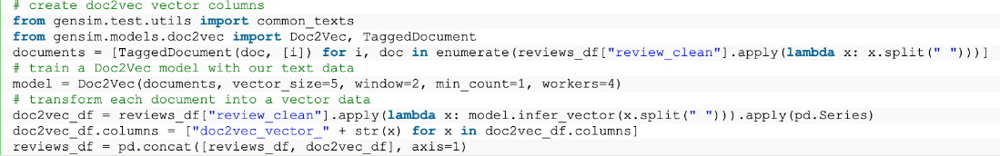 # create doc2vec vector columns
from gensim.test.utils import common_texts
from gensim.models.doc2vec import Doc2Vec, TaggedDocument
documents = [TaggedDocument(doc, [i]) for i, doc in enumerate(reviews_df["review_clean"].apply(lambda x: x.split(" ")))]
# train a Doc2Vec model with our text data
model = Doc2Vec(documents, vector_size=5, window=2, min_count=1, workers=4)
# transform each document into a vector data
doc2vec_df = reviews_df["review_clean"].apply(lambda x: model.infer_vector(x.split(" "))).apply(pd.Series)
doc2vec_df.columns = ["doc2vec_vector_" + str(x) for x in doc2vec_df.columns]
reviews_df = pd.concat([reviews_df, doc2vec_df], axis=1)